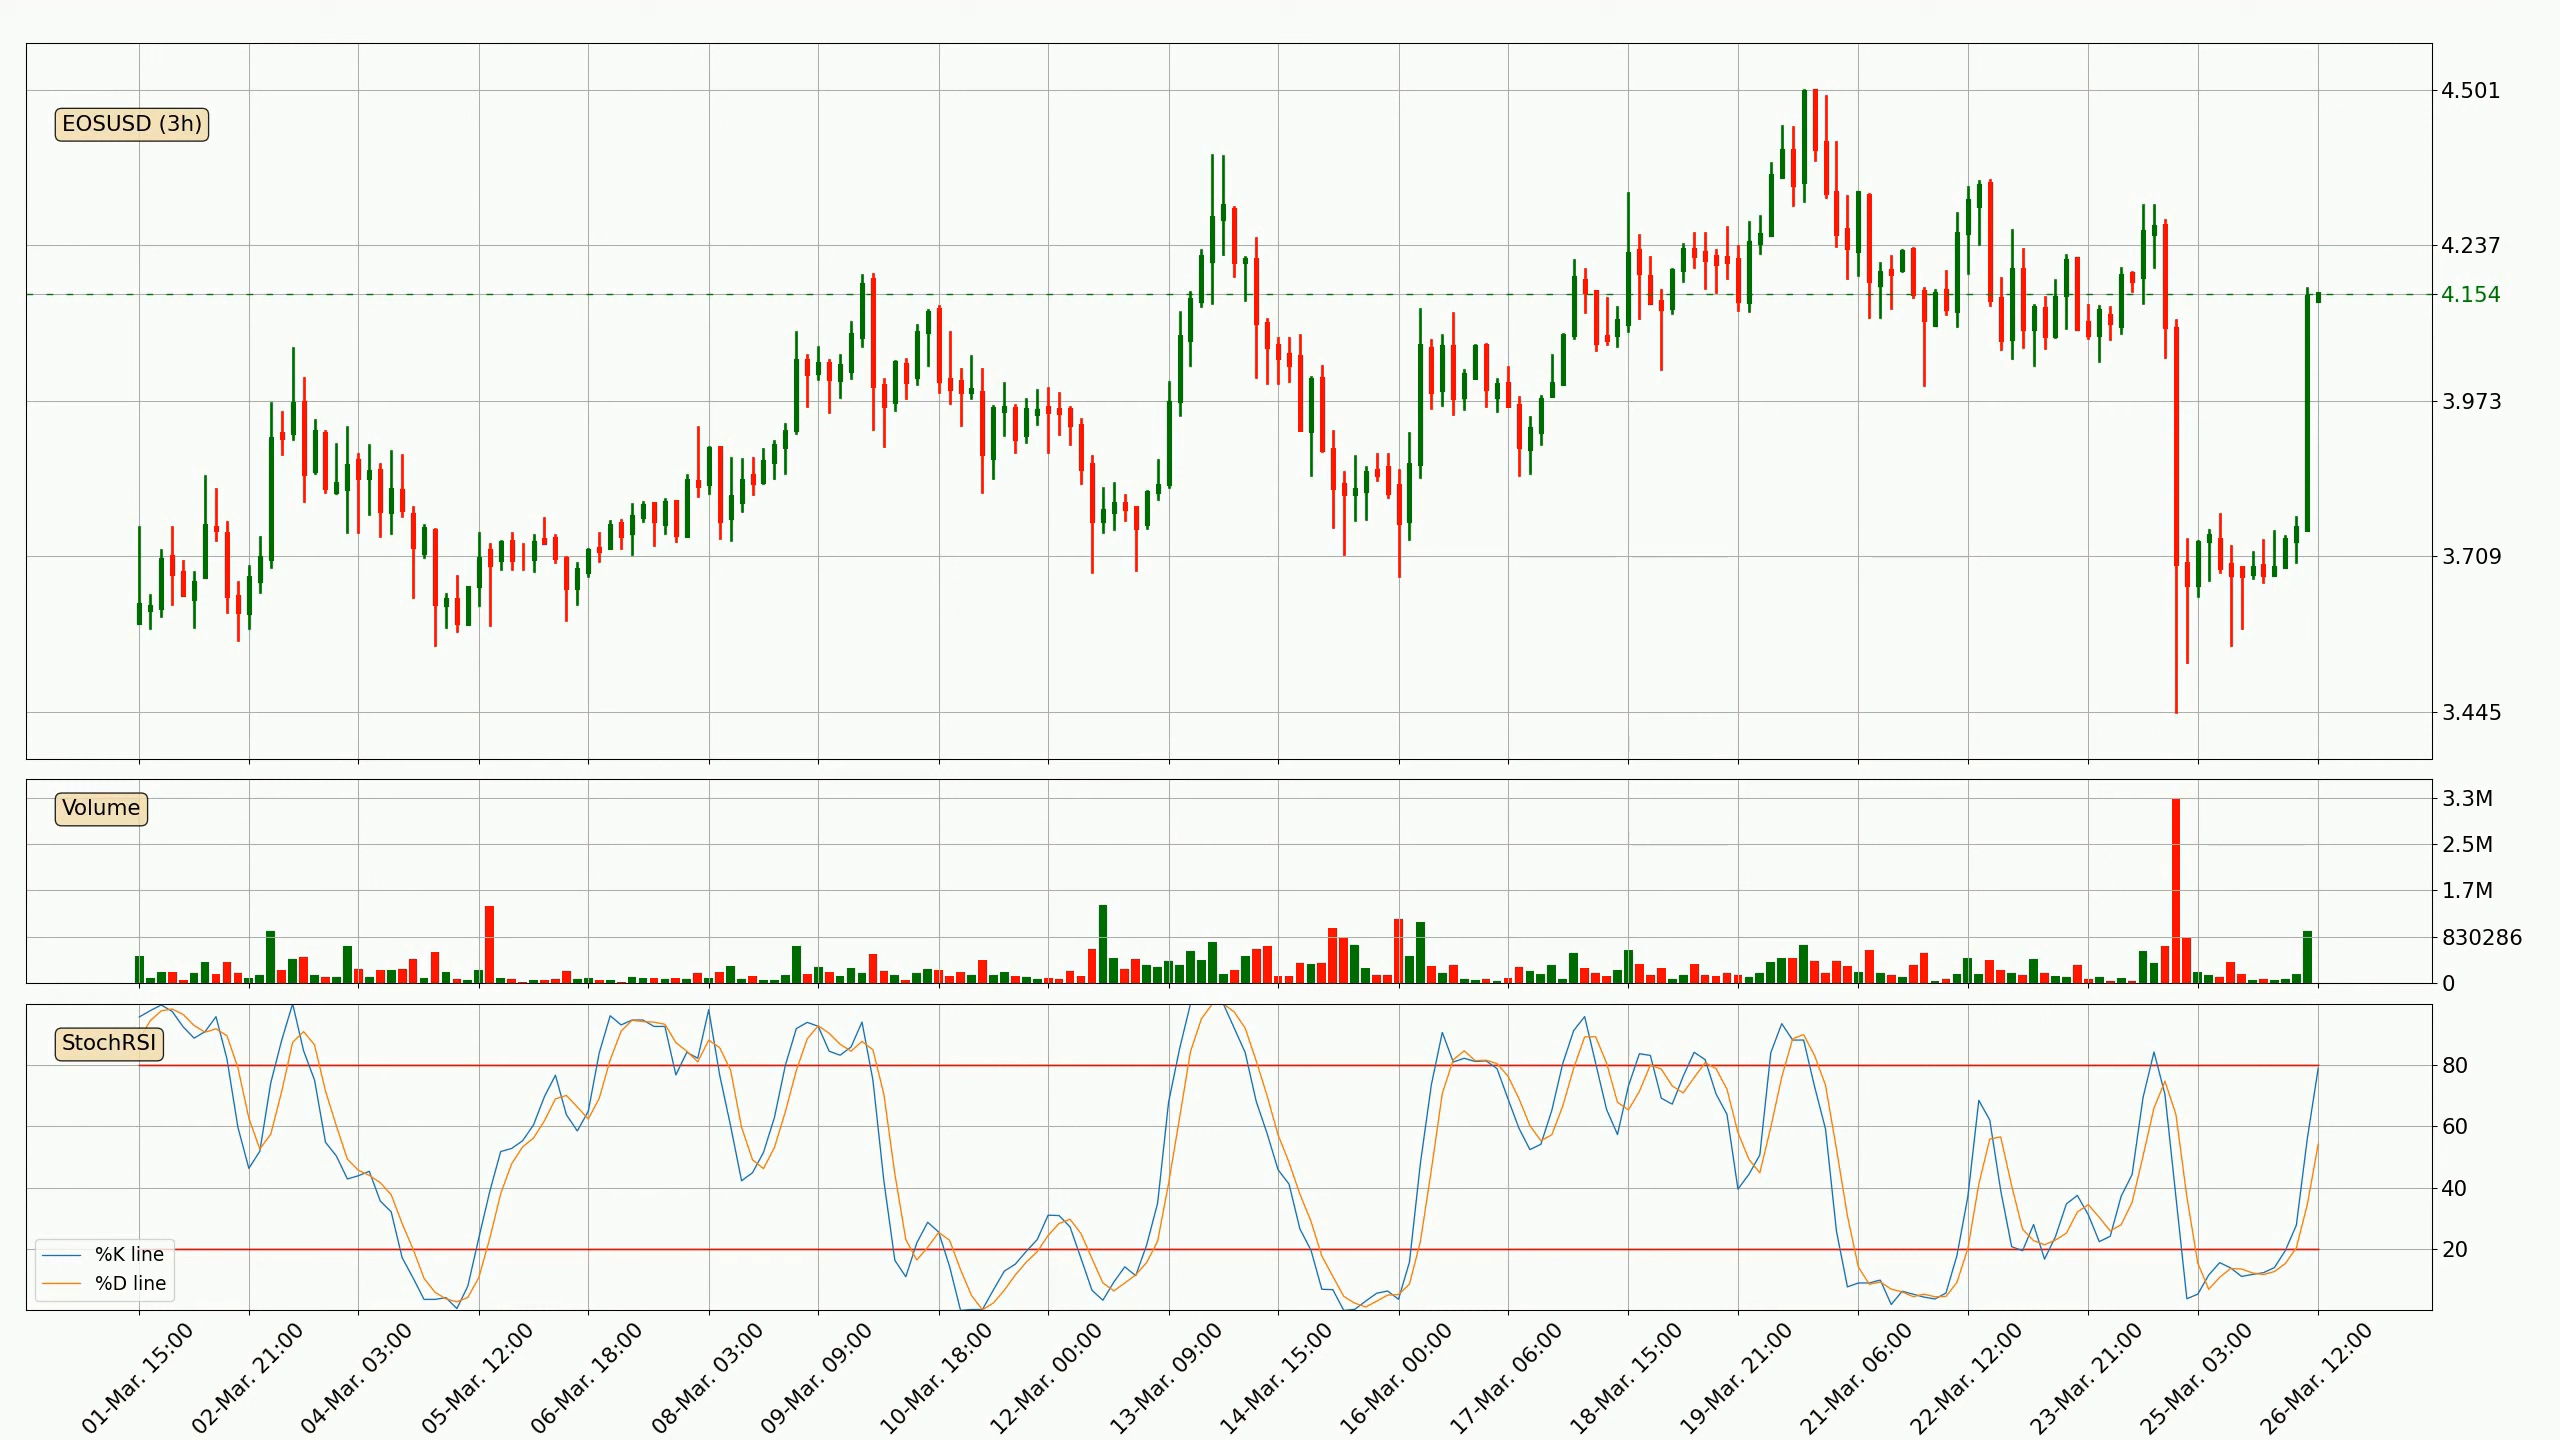 EOSUSD (3h)
4.501
4.237
4.154
3.973
3.709
3.445
Volume
3.3M
2.5M
1.7M
830286
0
StochRSI
80
60
40
20
%K line
%D line
01-Mar. 15:00
02-Mar. 21:00
04-Mar. 03:00
05-Mar. 12:00
06-Mar. 18:00
08-Mar. 03:00
09-Mar. 09:00
10-Mar. 18:00
12-Mar. 00:00
13-Mar. 09:00
14-Mar. 15:00
16-Mar. 00:00
17-Mar. 06:00
18-Mar. 15:00
19-Mar. 21:00
21-Mar. 06:00
22-Mar. 12:00
23-Mar. 21:00
25-Mar. 03:00
26-Mar. 12:00